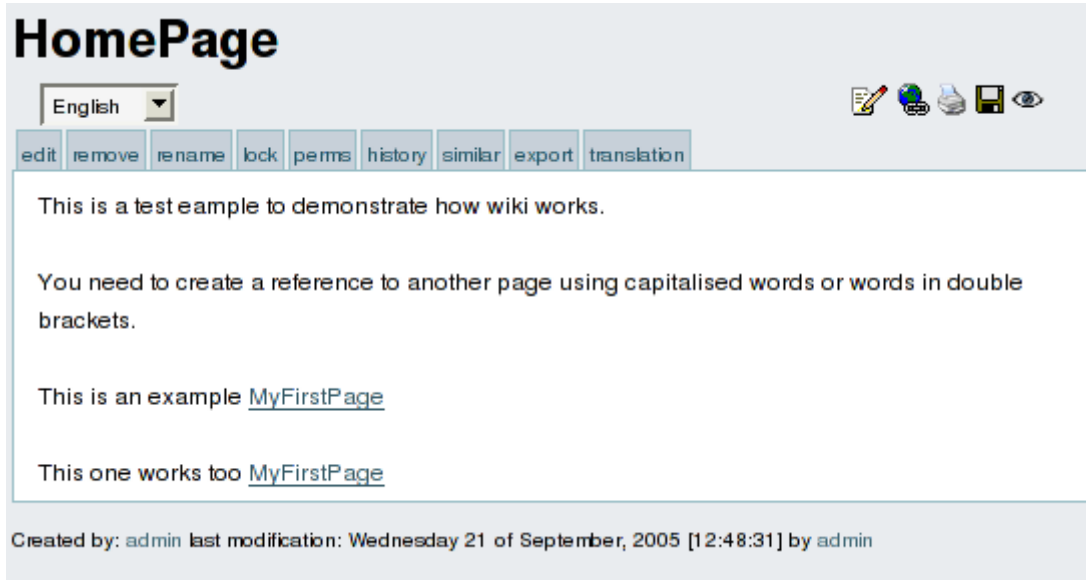 HomePage
English
edit remove rename lock perms history similar export translation
This is a test eample to demonstrate how wiki works.
You need to create a reference to another page using capitalised words or words in double
brackets.
This is an example MyFirstPage
This one works too MyFirstPage
Created by: admin last modification: Wednesday 21 of September, 2005 [12:48:31] by admin